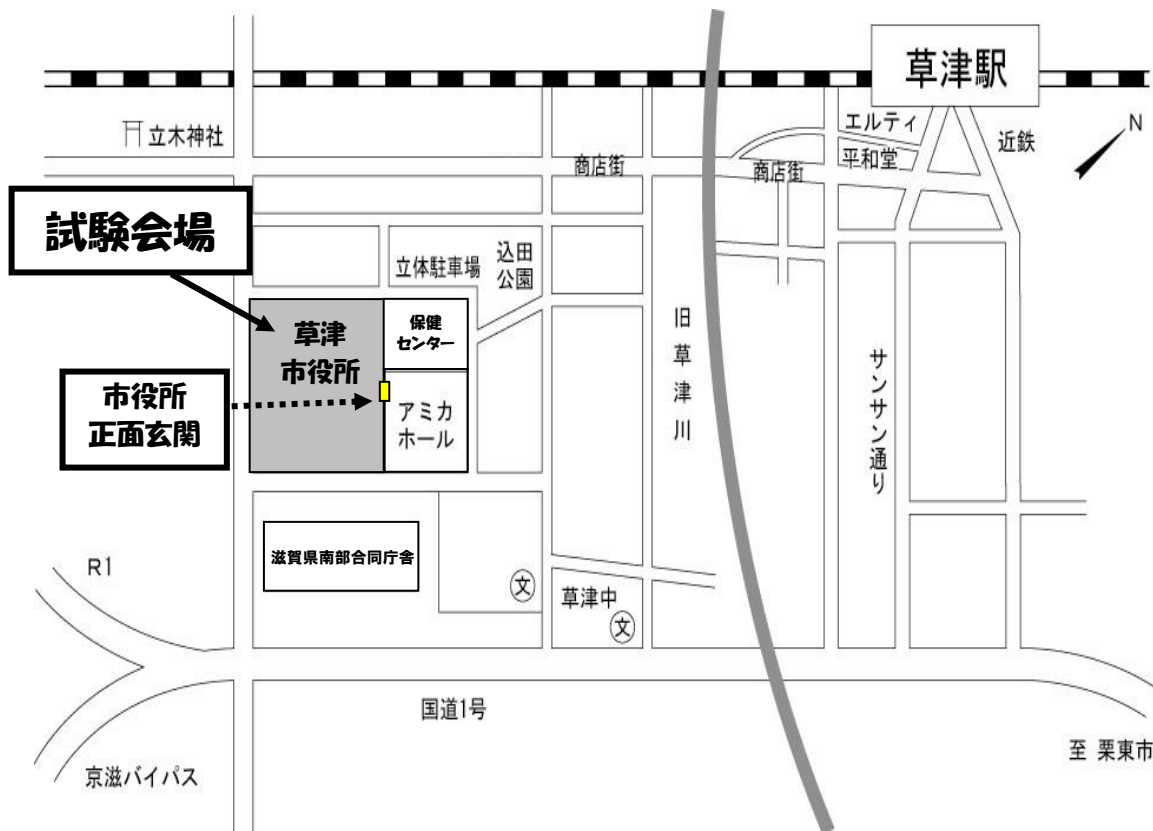 草津駅
エルティ
近鉄
N
立木神社
平和堂
商店街
商店街
試験会場
立体駐車場
込田
公園
草津
市役所
保健
センター
旧草津川
市役所
正面玄関
アミカ
ホール
サンサン通り
滋賀県南部合同庁舎
R1
文
草津中
文
国道1号
至 栗東市
京滋バイパス